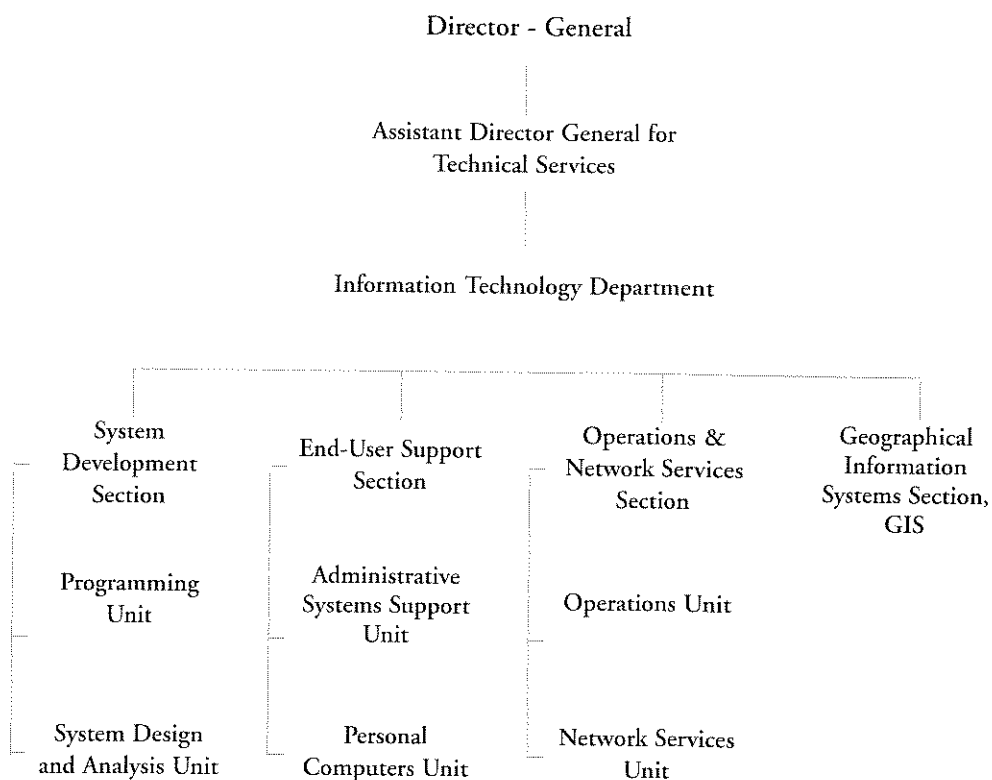 Director - General
Assistant Director General for
Technical Services
Information Technology Department
System
Development
Section
End-User Support
Section
Operations &
Network Services
Section
Geographical
Information
Systems Section,
GIS
Programming
Unit
Administrative
Systems Support
Unit
Operations Unit
System Design
and Analysis Unit
Personal
Computers Unit
Network Services
Unit